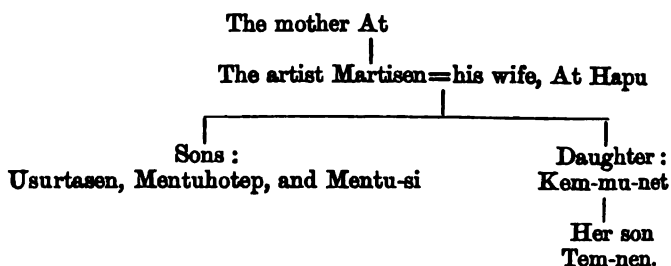 The mother At
The artist Martisen=his wife, At Hapu
Sons :
Usurtasen, Mentuhotep, and Mentu-si
Daughter :
Kem-mu-net
Her son
Tem-nen.